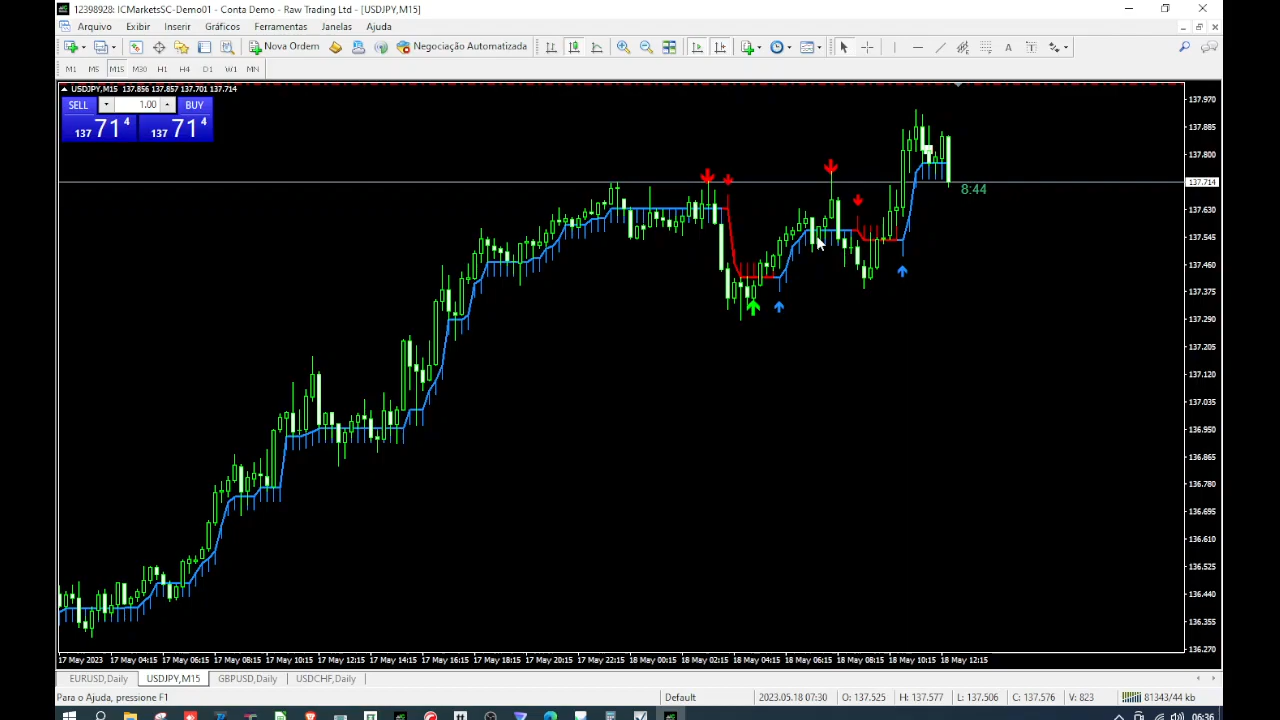 12398928: ICMarketsSC-Demo01 - Conta Demo - Raw Trading Ltd - [USDJPY,M15]
Arquivo Exibir Inserir Gráficos Ferramentas Janelas Ajuda
Nova Ordem Negociação Automatizada
M1 M5 M15 M30 H1 H4 D1 W1 MN
USDJPY,M15 137.856 137.857 137.701 137.714
SELL 1.00 BUY
137 71 4 137 71 4
8:44
137.970
137.885
137.800
137.714
137.630
137.545
137.460
137.375
137.290
137.205
137.120
137.035
136.950
136.865
136.780
136.695
136.610
136.525
136.440
136.355
136.270
17 May 2023 17 May 04:15 17 May 06:15 17 May 08:15 17 May 10:15 17 May 12:15 17 May 14:15 17 May 16:15 17 May 18:15 17 May 20:15 17 May 22:15 18 May 00:15 18 May 02:15 18 May 04:15 18 May 06:15 18 May 08:15 18 May 10:15 18 May 12:15
EURUSD,Daily USDJPY,M15 GBPUSD,Daily USDCHF,Daily
Para o Ajuda, pressione F1 Default 2023.05.18 07:30 O: 137.525 H: 137.577 L: 137.506 C: 137.576 V: 823 81343/44 kb
06:36